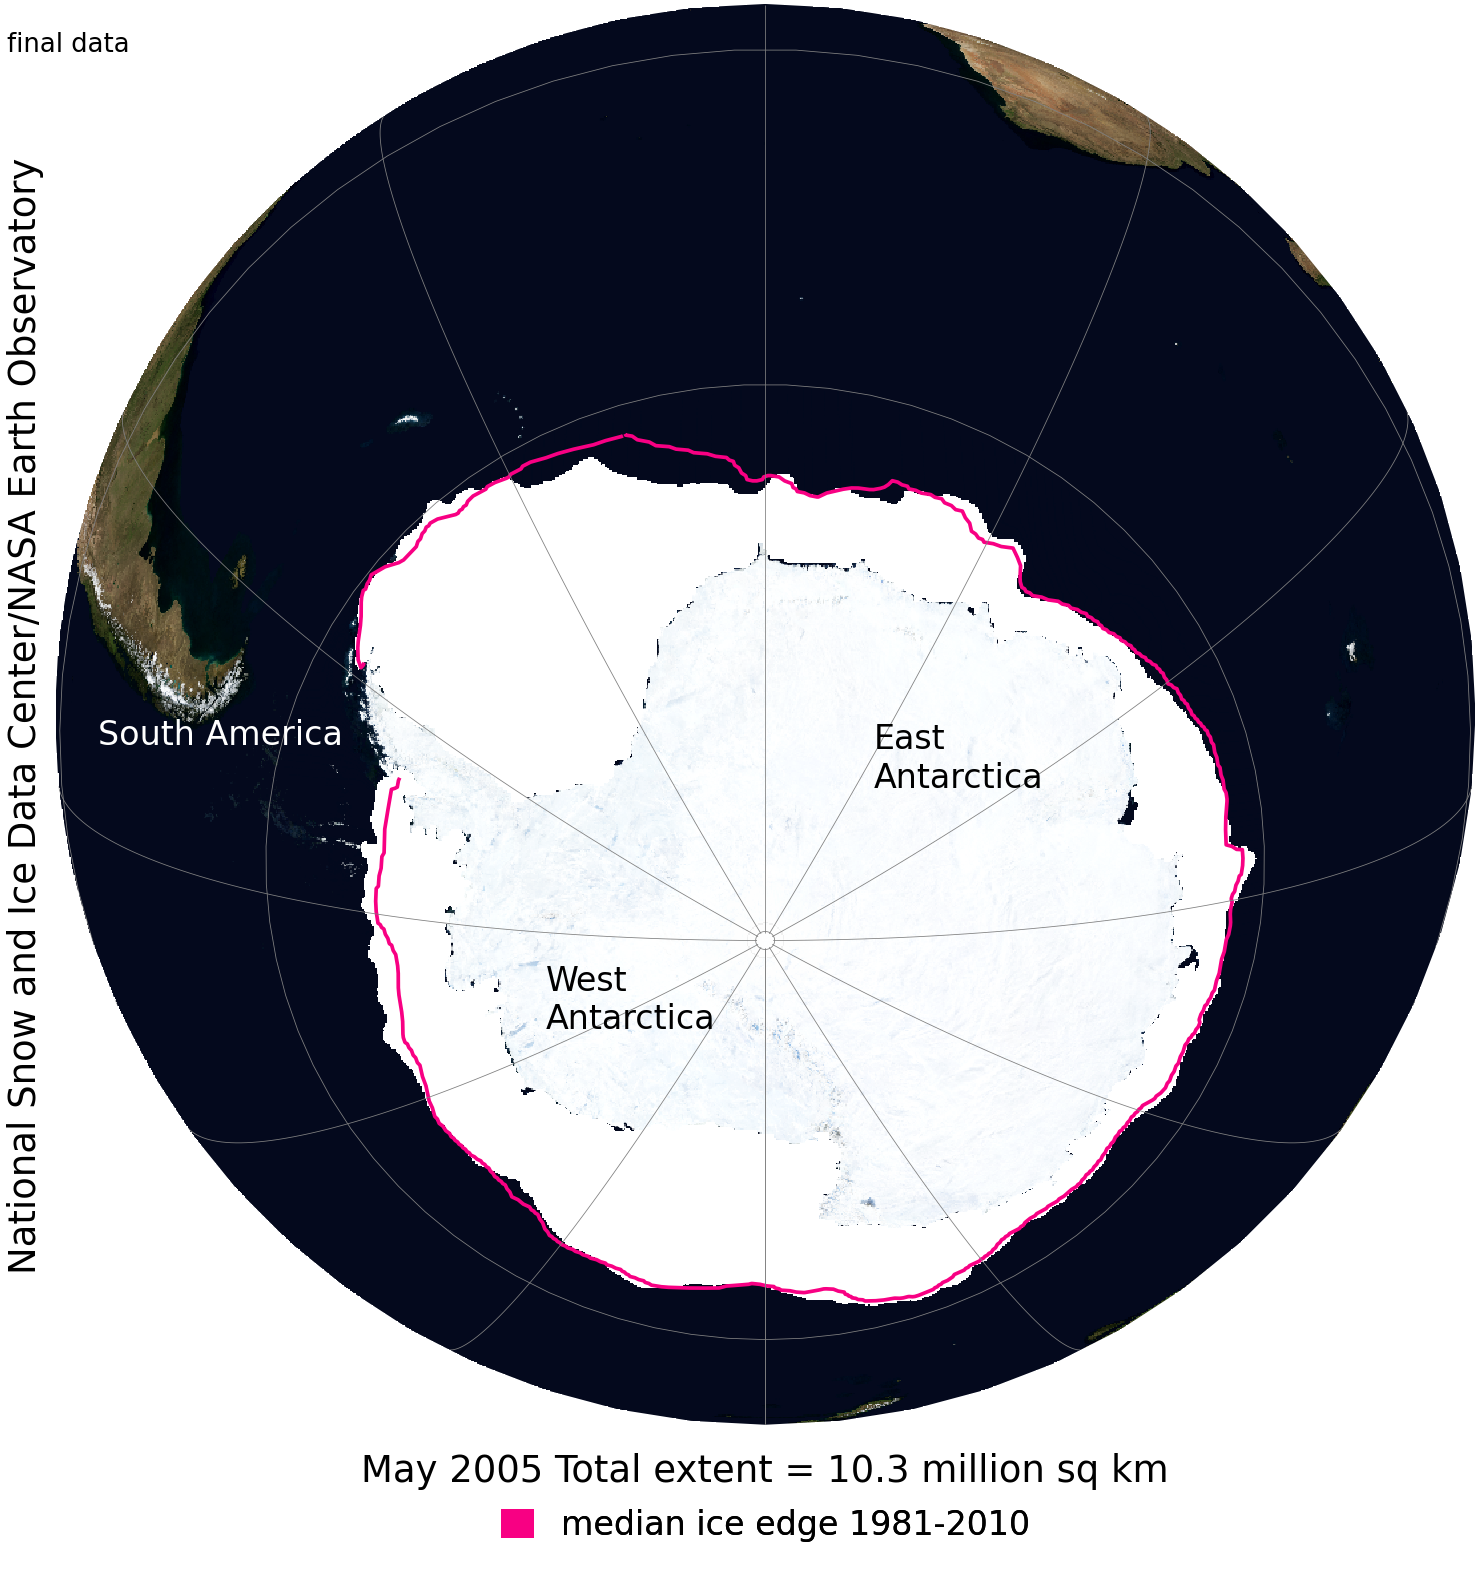 final data
National Snow and Ice Data Center/NASA Earth Observatory
South America
East
Antarctica
West
Antarctica
May 2005 Total extent = 10.3 million sq km
median ice edge 1981-2010